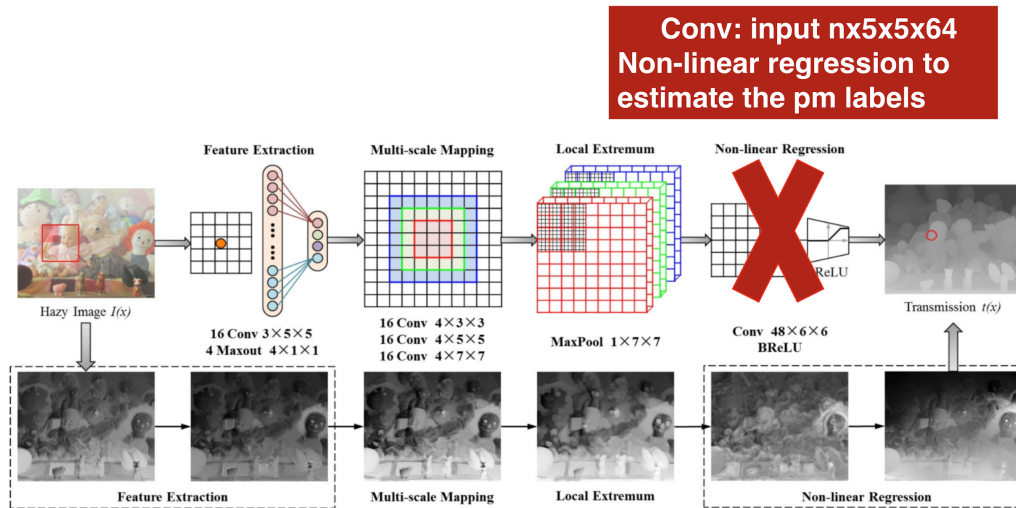 Conv: input nx5x5x64
Non-linear regression to
estimate the pm labels
Feature Extraction
Multi-scale Mapping
Local Extremum
Non-linear Regression
ReLU
Hazy Image I(x)
Transmission t(x)
16 Conv 3×5×5
4 Maxout 4×1×1
16 Conv 4×3×3
16 Conv 4×5×5
16 Conv 4×7×7
MaxPool 1×7×7
Conv 48×6×6
BReLU
Feature Extraction
Multi-scale Mapping
Local Extremum
Non-linear Regression